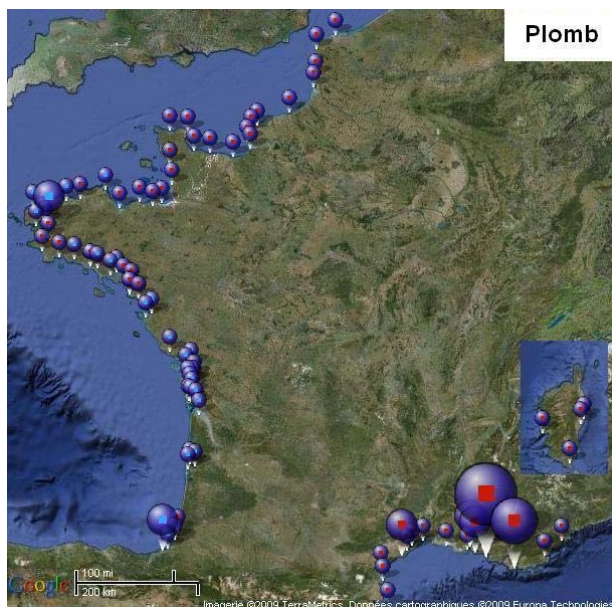 Plomb
100 mi
200 km
Google
Imagerie ©2009 TerraMetrics, Données cartographiques ©2009 Europa Technologies